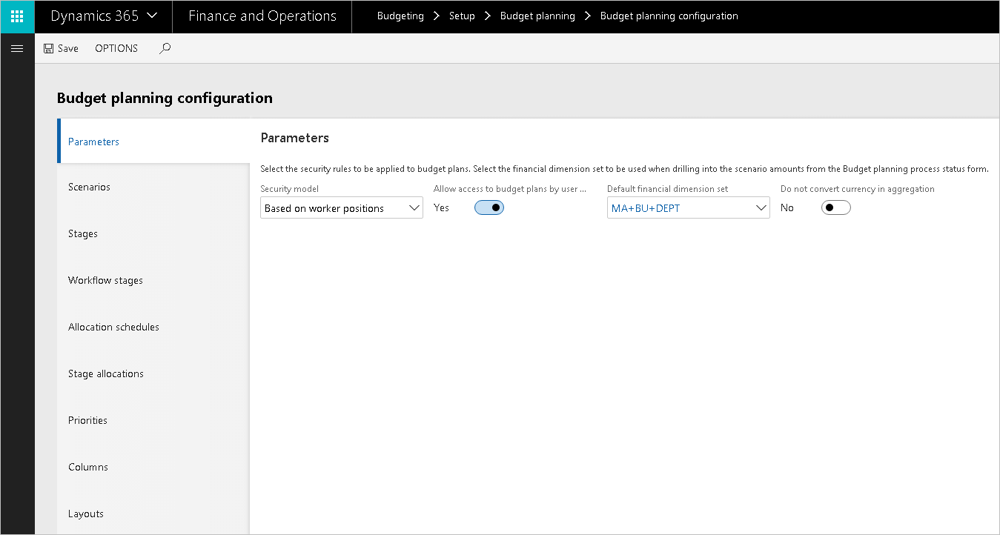 Dynamics 365 Finance and Operations Budgeting Setup Budget planning Budget planning configuration
Save OPTIONS
Budget planning configuration
Parameters
Scenarios
Stages
Workflow stages
Allocation schedules
Stage allocations
Priorities
Columns
Layouts
Parameters
Select the security rules to be applied to budget plans. Select the financial dimension set to be used when drilling into the scenario amounts from the Budget planning process status form.
Security model Allow access to budget plans by user ... Default financial dimension set Do not convert currency in aggregation
Based on worker positions Yes MA+BU+DEPT No